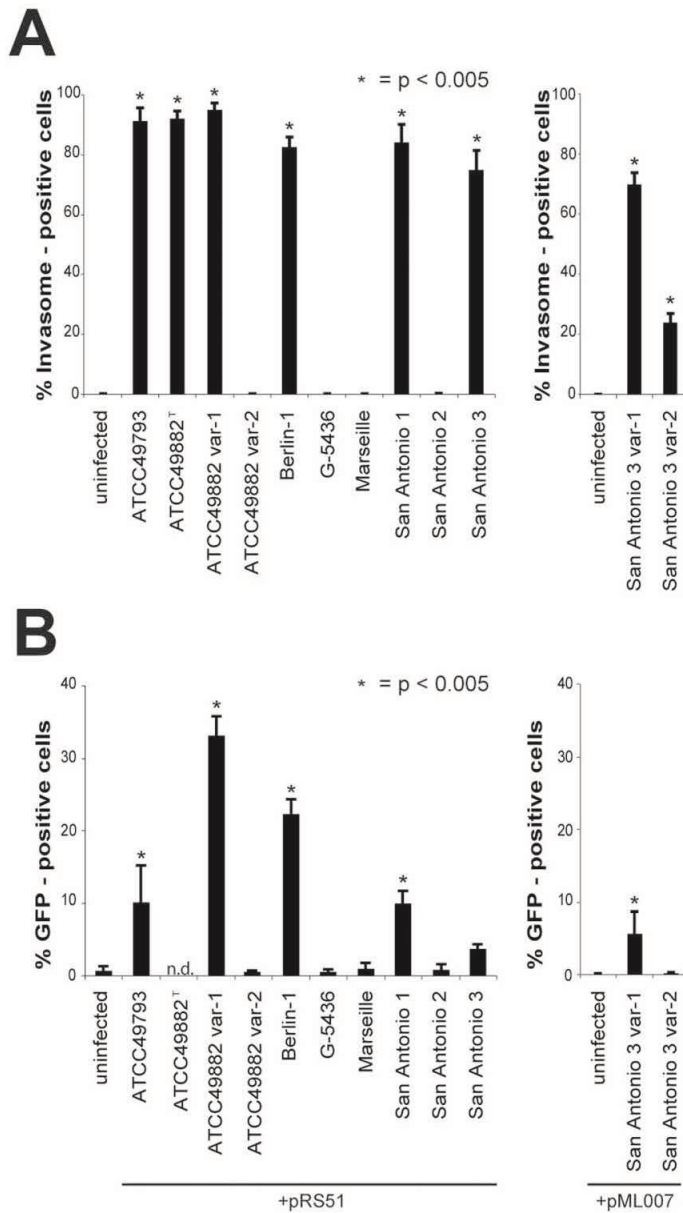 A
* = p < 0.005
% Invasome - positive cells
100
80
60
40
20
0
* * * * * *
uninfected
ATCC49793
ATCC49882ᵀ
ATCC49882 var-1
ATCC49882 var-2
Berlin-1
G-5436
Marseille
San Antonio 1
San Antonio 2
San Antonio 3
% Invasome - positive cells
100
80
60
40
20
0
* *
uninfected
San Antonio 3 var-1
San Antonio 3 var-2
B
* = p < 0.005
% GFP - positive cells
40
30
20
10
0
* n.d. * * *
uninfected
ATCC49793
ATCC49882ᵀ
ATCC49882 var-1
ATCC49882 var-2
Berlin-1
G-5436
Marseille
San Antonio 1
San Antonio 2
San Antonio 3
+pRS51
% GFP - positive cells
40
30
20
10
0
*
uninfected
San Antonio 3 var-1
San Antonio 3 var-2
+pML007